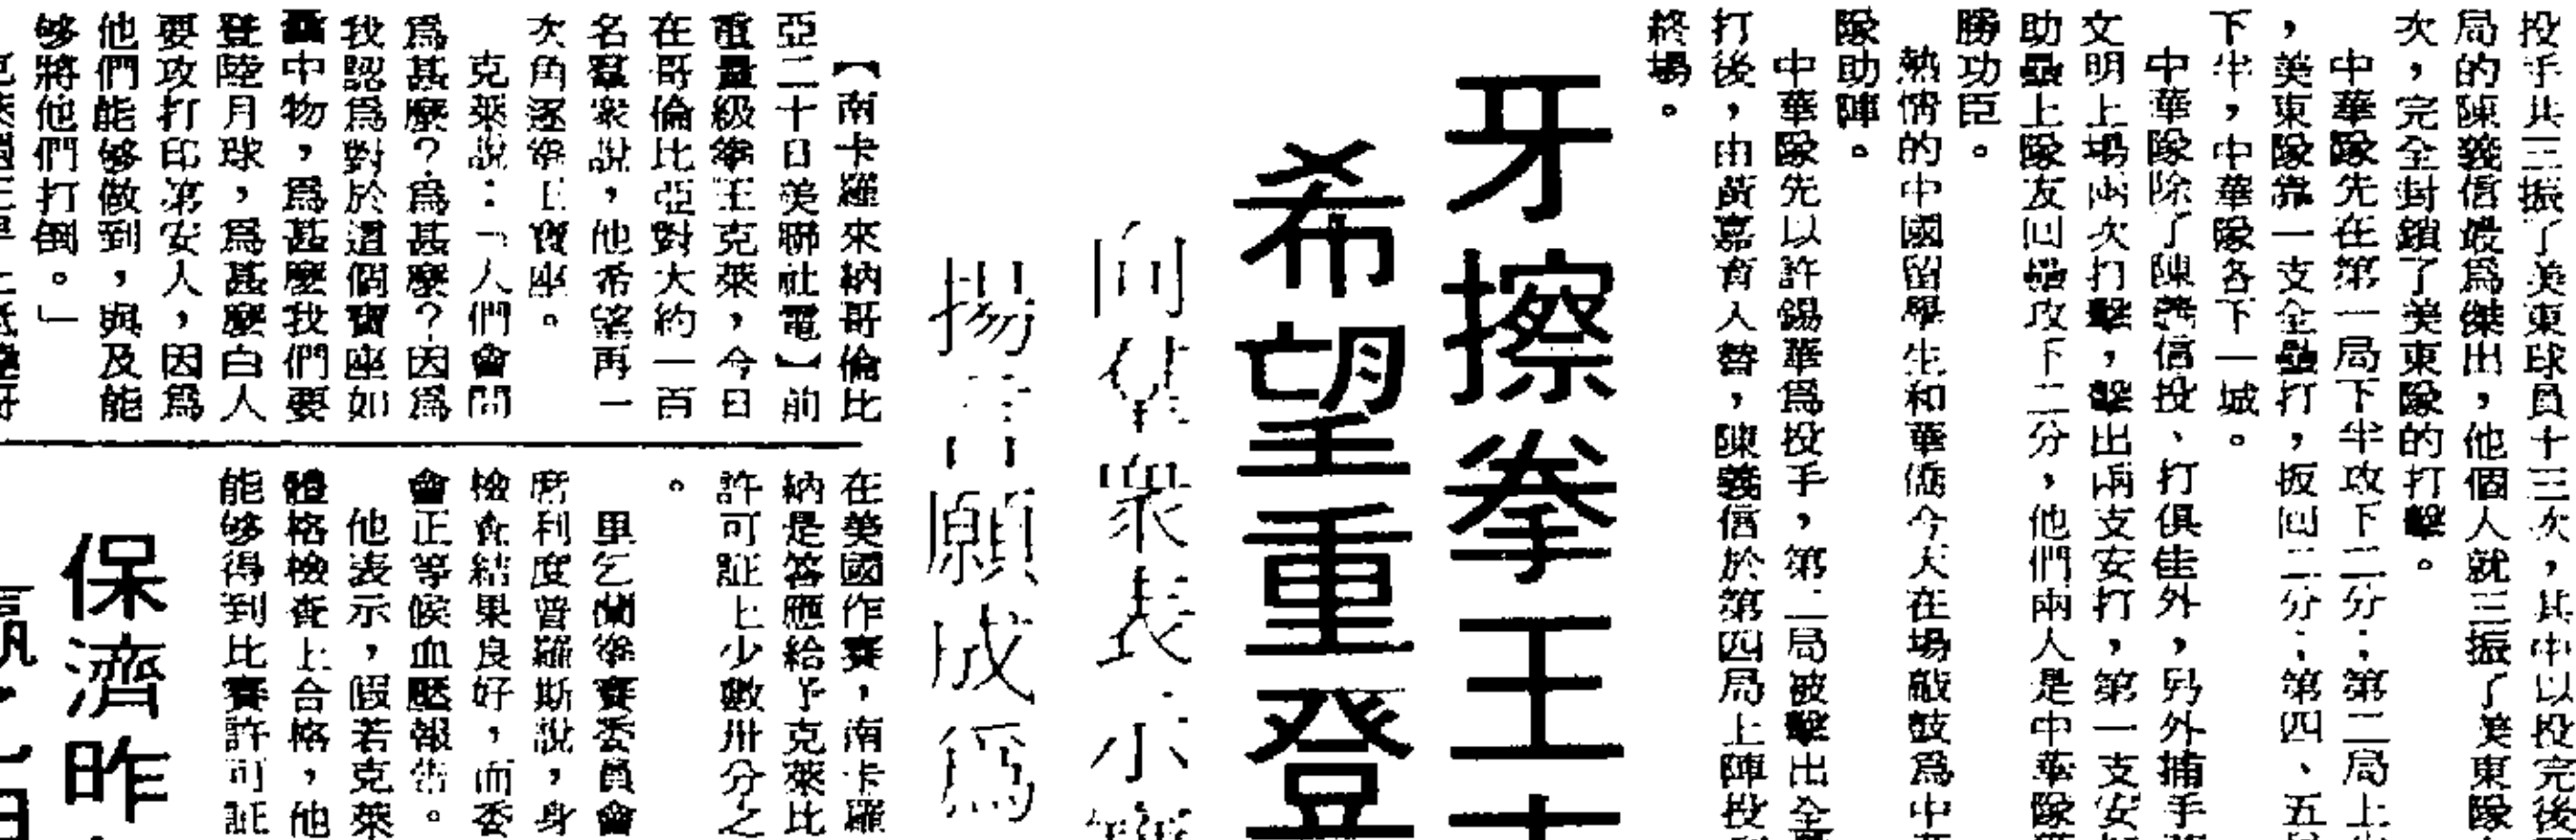 投手共三振了美東球員十三次，其中以投完後
局的陳義信最爲傑出，他個人就三振了美東隊
次，完全封鎖了美東隊的打擊。
中華隊先在第一局下半攻下二分；第二局上
，美東隊靠一支全壘打，扳回二分；第四、五
下半，中華隊各下一城。
中華隊除了陳義信投、打俱佳外，另外捕手
文明上場兩次打擊，擊出兩支安打，第一支安
助壘上隊友回壘攻下二分，他們兩人是中華隊
勝功臣。
熱情的中國留學生和華僑今天在場敲鼓爲中
隊助陣。
中華隊先以許錫華爲投手，第二局被擊出全
打後，由黃嘉育入替，陳義信於第四局上陣投
終場。
牙擦拳王
希望重登
向羣衆表示
揚言願成爲
【南卡羅來納哥倫比
亞二十日美聯社電】前
重量級拳王克萊，今日
在哥倫比亞對大約一百
名羣衆說，他希望再一
次角逐拳王寶座。
克萊說：「人們會問
爲甚麼？爲甚麼？因爲
我認爲對於這個寶座如
囊中物，爲甚麼我們要
登陸月球，爲甚麼白人
要攻打印第安人，因爲
他們能够做到，與及能
够將他們打倒。」
在美國作賽，南卡羅
納是答應給予克萊比
許可証上少數州分之
。
里乞蘭拳賽委員會
席利度普羅斯說，身
檢查結果良好，而委
會正等候血壓報告。
他表示，假若克萊
體格檢查上合格，他
能够得到比賽許可証
保濟昨